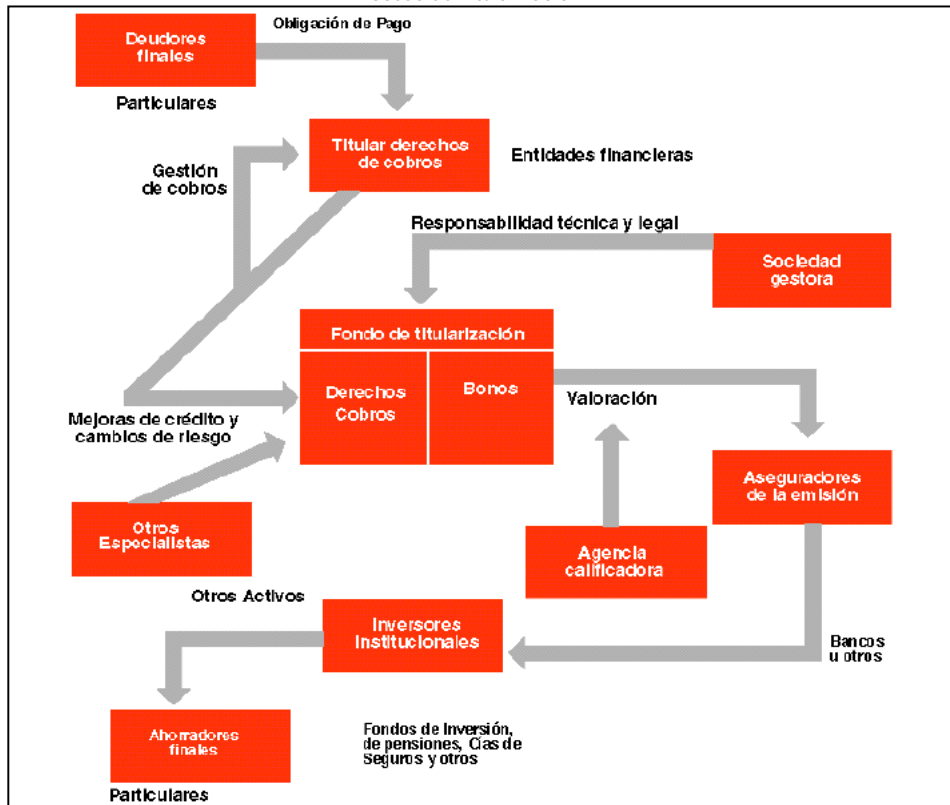 Obligación de Pago
Deudores
finales
Particulares
Titular derechos
de cobros
Entidades financieras
Gestión
de cobros
Responsabilidad técnica y legal
Sociedad
gestora
Fondo de titularización
Derechos
Cobros
Bonos
Valoración
Mejoras de crédito y
cambios de riesgo
Aseguradores
de la emisión
Otros
Especialistas
Agencia
calificadora
Otros Activos
Inversores
Institucionales
Bancos
u otros
Ahorradores
finales
Fondos de Inversión,
de pensiones, Cías de
Seguros y otros
Particulares